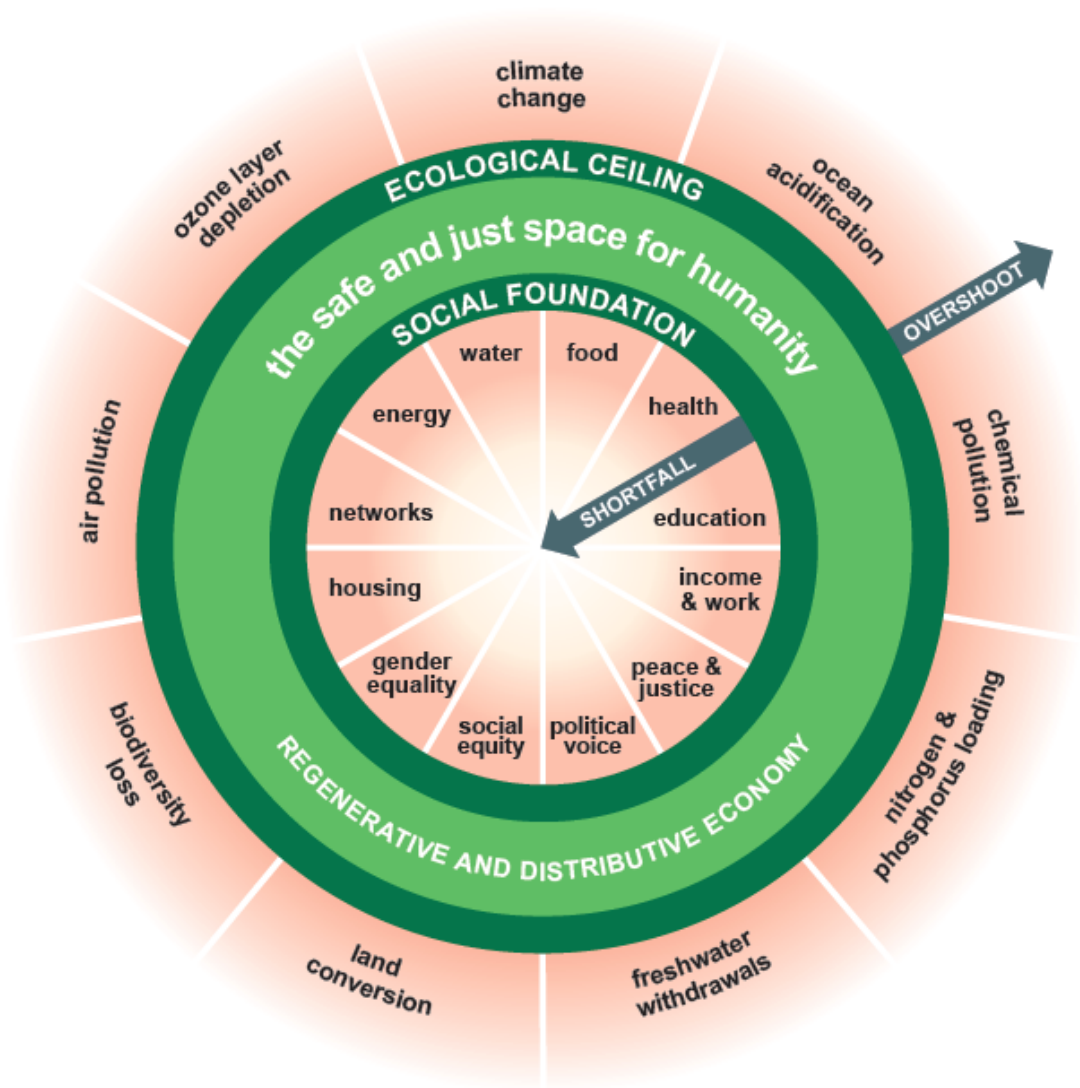 climate
change
ozone layer
depletion
ocean
acidification
ECOLOGICAL CEILING
the safe and just space for humanity
OVERSHOOT
SOCIAL FOUNDATION
water
food
energy
health
SHORTFALL
air pollution
chemical
pollution
networks
education
housing
income
& work
gender
equality
peace &
justice
social
equity
political
voice
biodiversity
loss
nitrogen &
phosphorus loading
REGENERATIVE AND DISTRIBUTIVE ECONOMY
land
conversion
freshwater
withdrawals